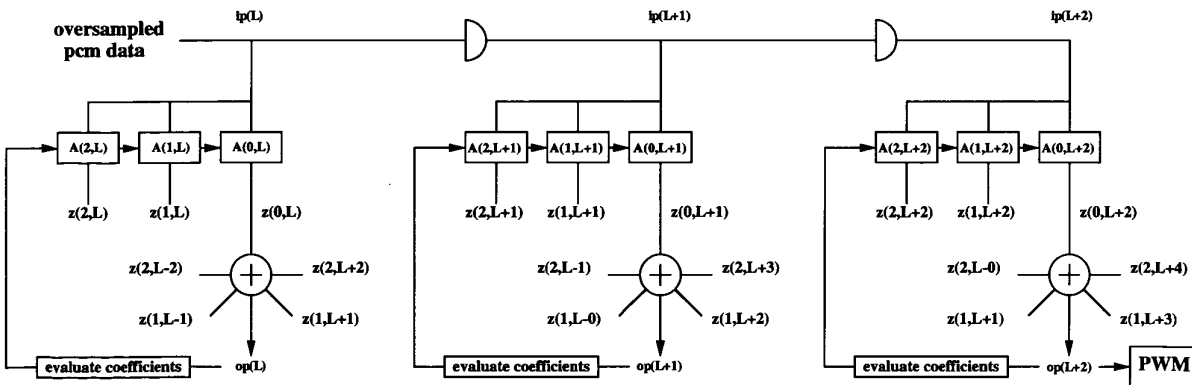 ip(L) ip(L+1) ip(L+2)
oversampled
pcm data
A(2,L) A(1,L) A(0,L) A(2,L+1) A(1,L+1) A(0,L+1) A(2,L+2) A(1,L+2) A(0,L+2)
z(2,L) z(1,L) z(0,L) z(2,L+1) z(1,L+1) z(0,L+1) z(2,L+2) z(1,L+2) z(0,L+2)
z(2,L-2) + z(2,L+2) z(2,L-1) + z(2,L+3) z(2,L-0) + z(2,L+4)
z(1,L-1) z(1,L+1) z(1,L-0) z(1,L+2) z(1,L+1) z(1,L+3)
evaluate coefficients op(L) evaluate coefficients op(L+1) evaluate coefficients op(L+2) PWM